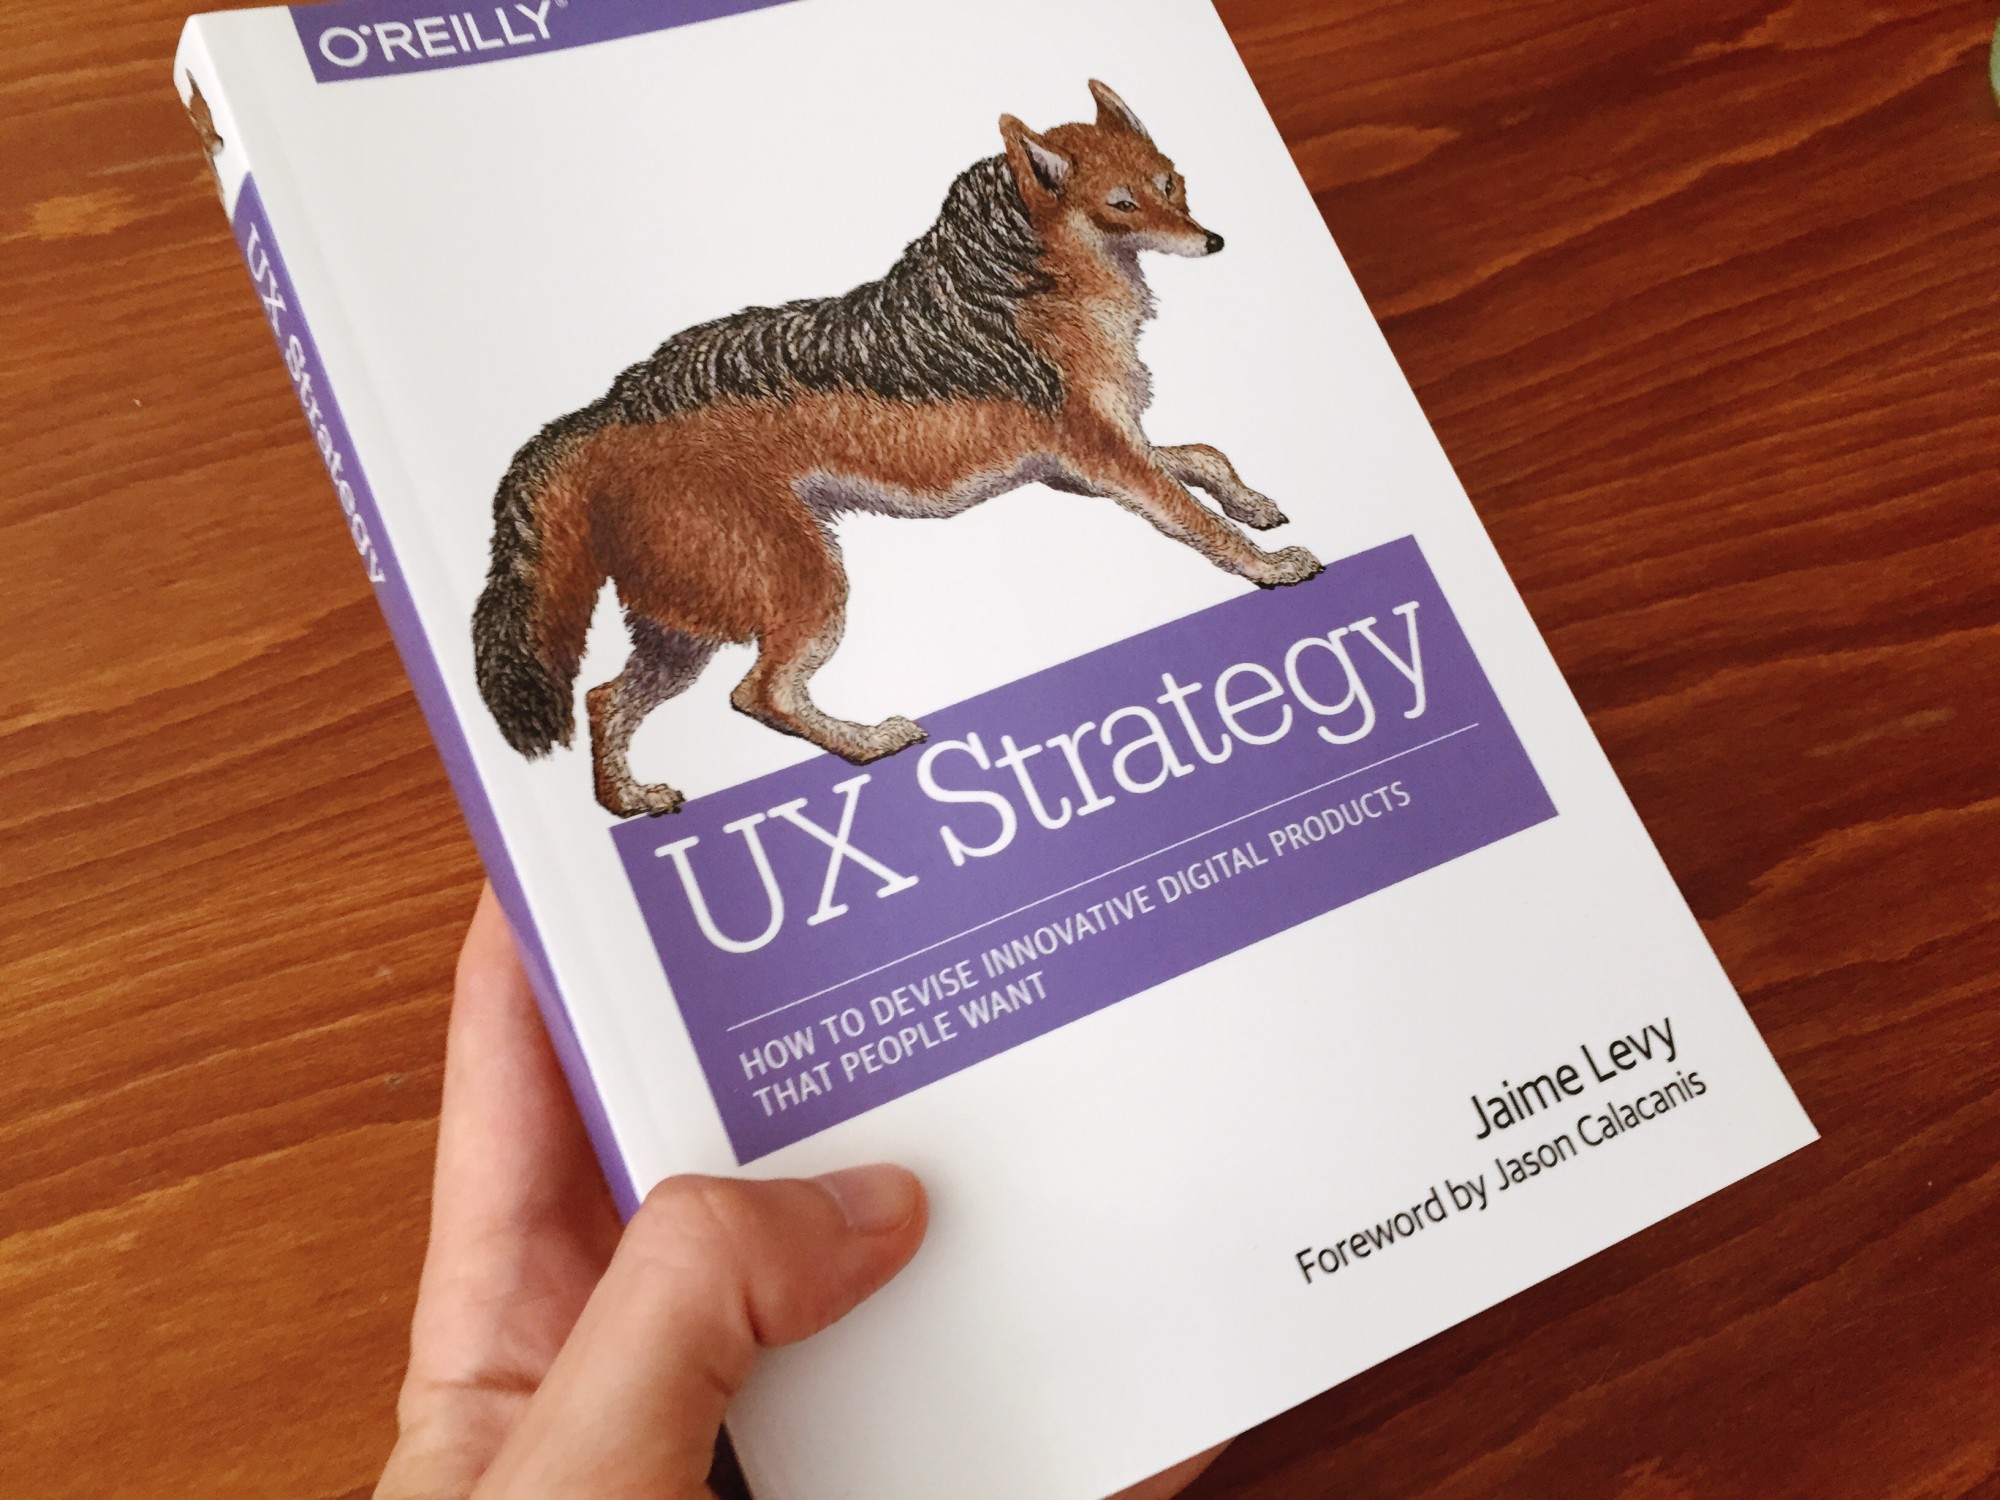 O'REILLY®
UX Strategy
UX Strategy
HOW TO DEVISE INNOVATIVE DIGITAL PRODUCTS
THAT PEOPLE WANT
Jaime Levy
Foreword by Jason Calacanis